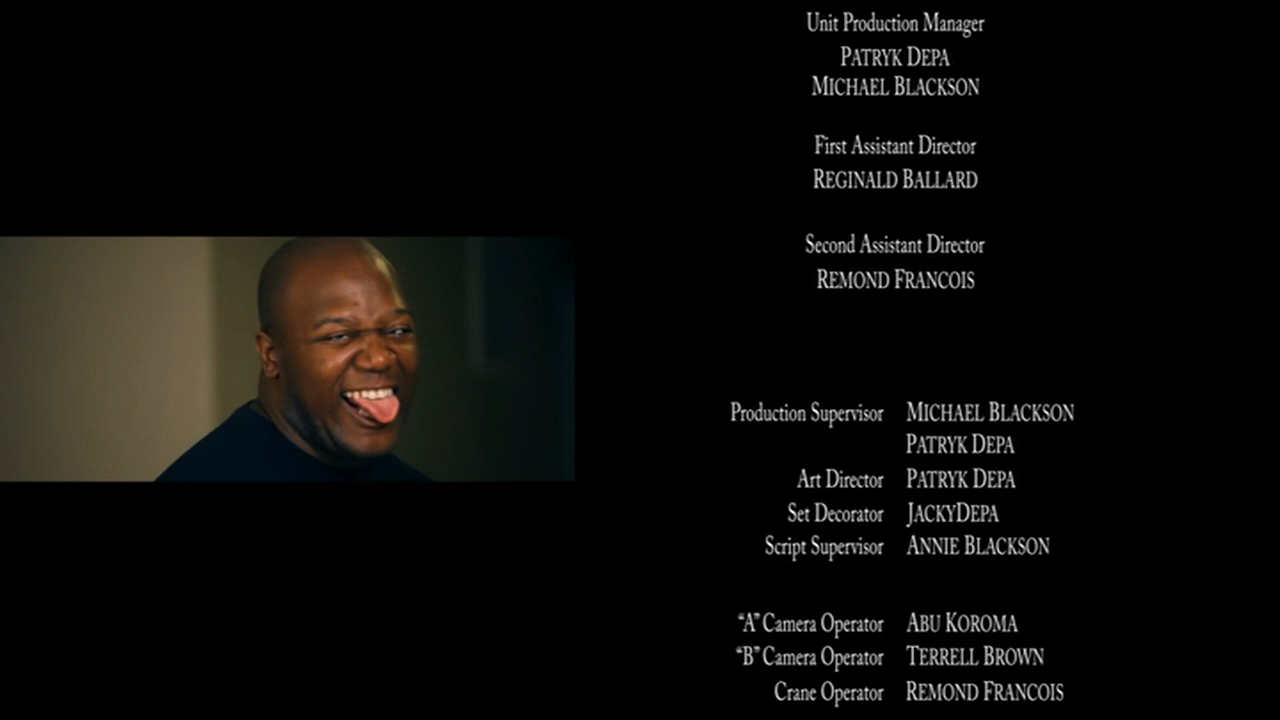 Unit Production Manager
PATRYK DEPA
MICHAEL BLACKSON
First Assistant Director
REGINALD BALLARD
Second Assistant Director
REMOND FRANCOIS
Production Supervisor MICHAEL BLACKSON
PATRYK DEPA
Art Director PATRYK DEPA
Set Decorator JACKYDEPA
Script Supervisor ANNIE BLACKSON
“A” Camera Operator ABU KOROMA
“B” Camera Operator TERRELL BROWN
Crane Operator REMOND FRANCOIS